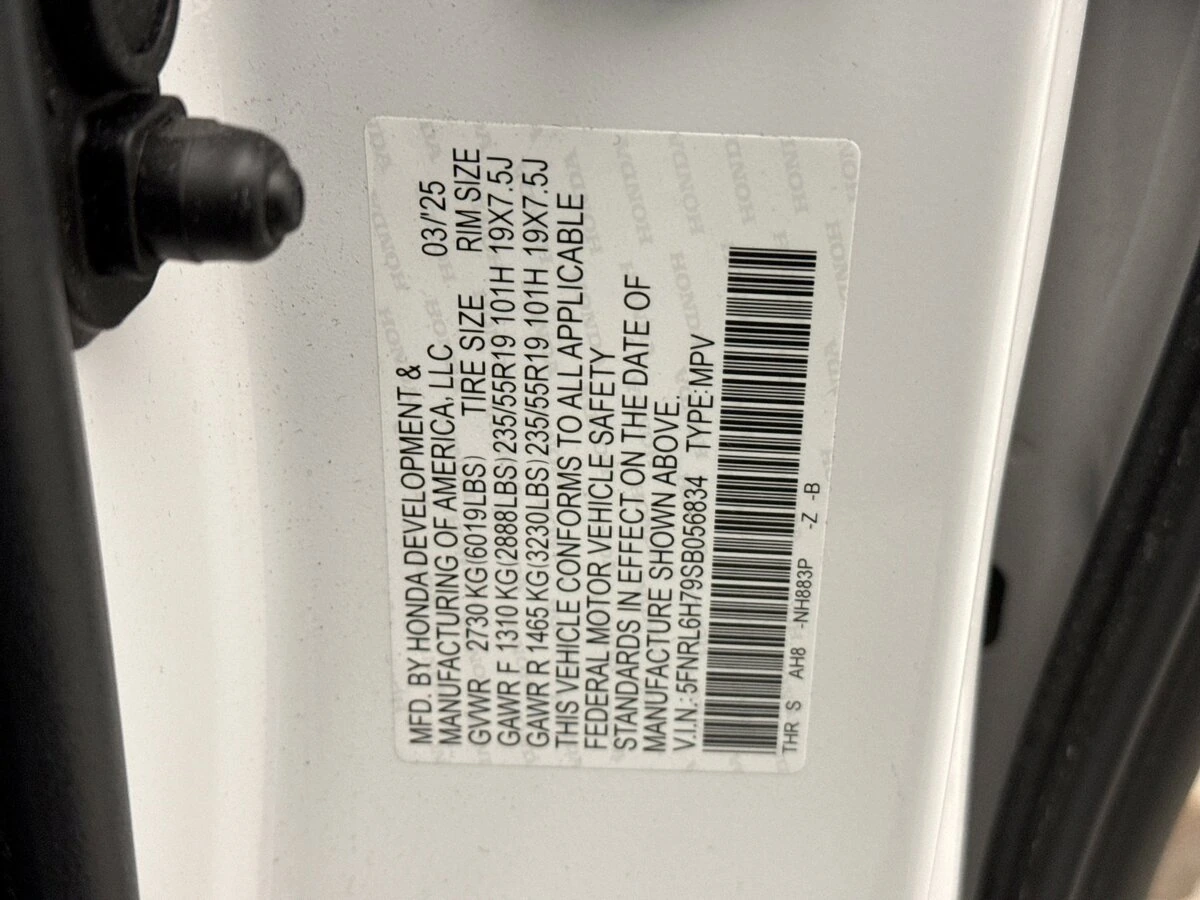 MFD. BY HONDA DEVELOPMENT &
MANUFACTURING OF AMERICA, LLC 03/'25
GVWR 2730 KG(6019LBS) TIRE SIZE RIM SIZE
GAWR F 1310 KG(2888LBS) 235/55R19 101H 19X7.5J
GAWR R 1465 KG(3230LBS) 235/55R19 101H 19X7.5J
THIS VEHICLE CONFORMS TO ALL APPLICABLE
FEDERAL MOTOR VEHICLE SAFETY
STANDARDS IN EFFECT ON THE DATE OF
MANUFACTURE SHOWN ABOVE.
V.I.N.:5FNRL6H79SB056834 TYPE:MPV
THR S AH8 -NH883P -Z -B